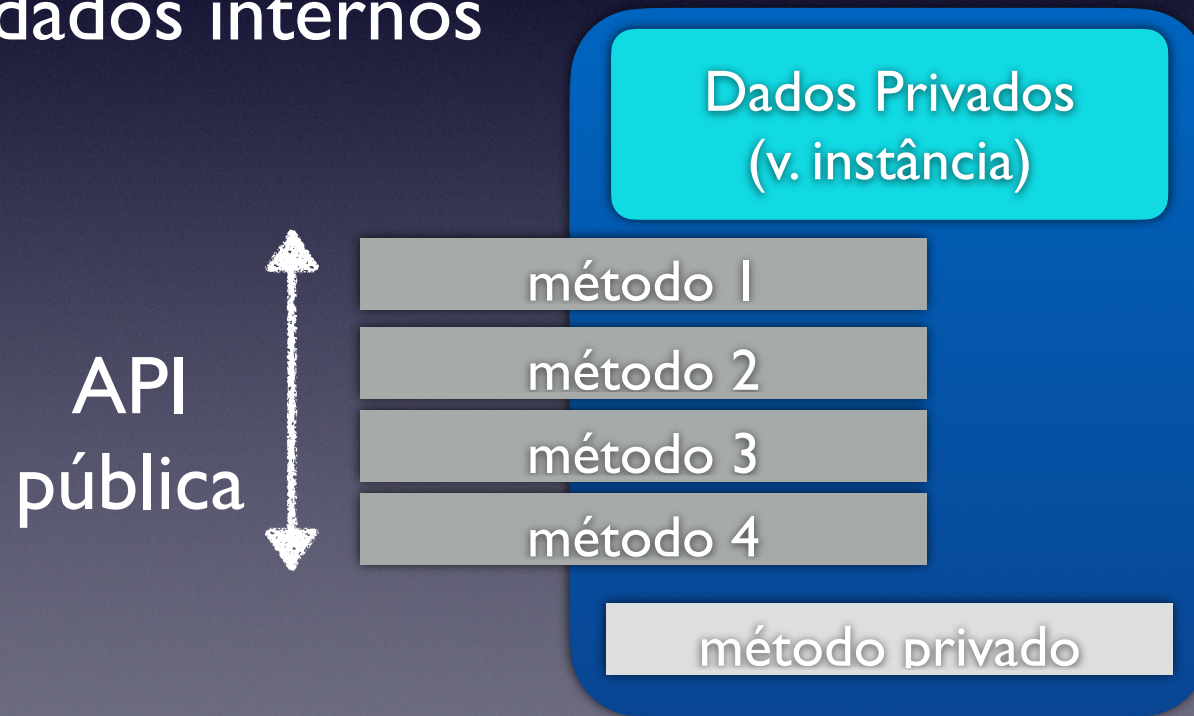 dados internos
Dados Privados
(v. instância)
método 1
método 2
API
pública
método 3
método 4
método privado